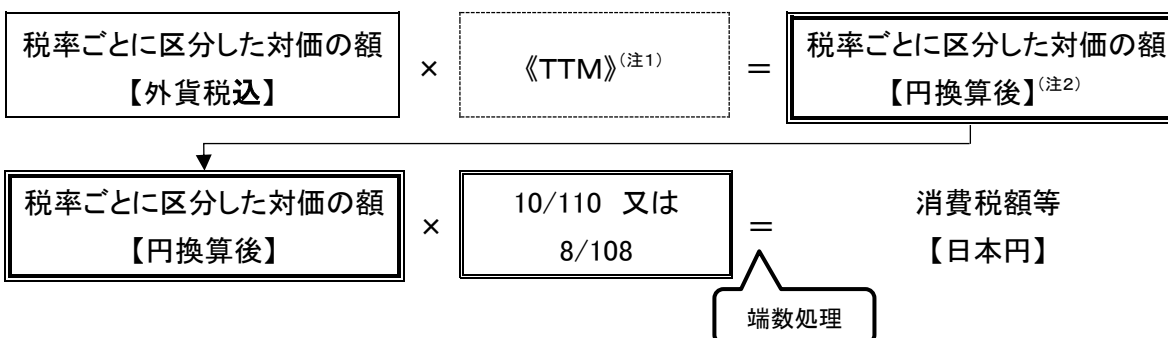 税率ごとに区分した対価の額
【外貨税込】
×
《TTM》(注1)
＝
税率ごとに区分した対価の額
【円換算後】(注2)
税率ごとに区分した対価の額
【円換算後】
×
10/110 又は
8/108
＝
消費税額等
【日本円】
端数処理